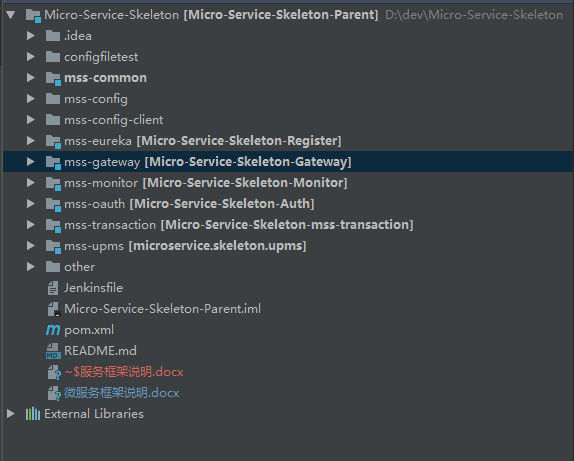 Micro-Service-Skeleton [Micro-Service-Skeleton-Parent] D:\dev\Micro-Service-Skeleton
.idea
configfiletest
mss-common
mss-config
mss-config-client
mss-eureka [Micro-Service-Skeleton-Register]
mss-gateway [Micro-Service-Skeleton-Gateway]
mss-monitor [Micro-Service-Skeleton-Monitor]
mss-oauth [Micro-Service-Skeleton-Auth]
mss-transaction [Micro-Service-Skeleton-mss-transaction]
mss-upms [microservice.skeleton.upms]
other
Jenkinsfile
Micro-Service-Skeleton-Parent.iml
m pom.xml
MD README.md
~$服务框架说明.docx
微服务框架说明.docx
External Libraries